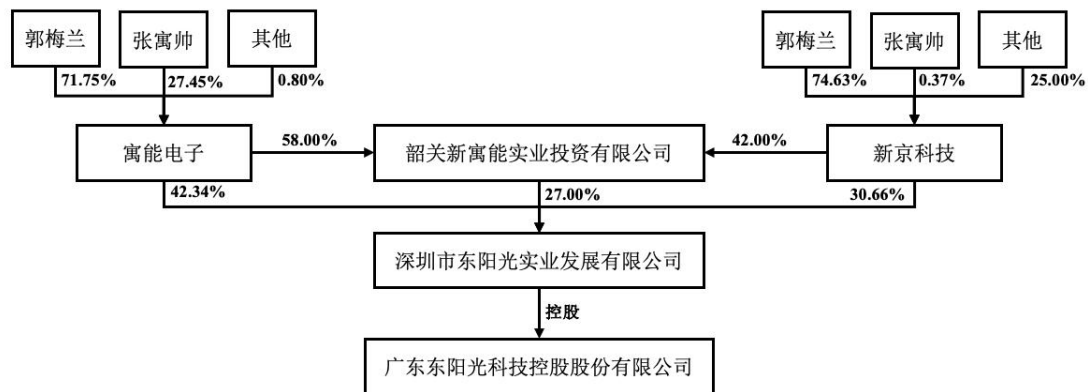 郭梅兰
张寓帅
其他
郭梅兰
张寓帅
其他
71.75%
27.45%
0.80%
74.63%
0.37%
25.00%
寓能电子
58.00%
韶关新寓能实业投资有限公司
42.00%
新京科技
42.34%
27.00%
30.66%
深圳市东阳光实业发展有限公司
控股
广东东阳光科技控股股份有限公司